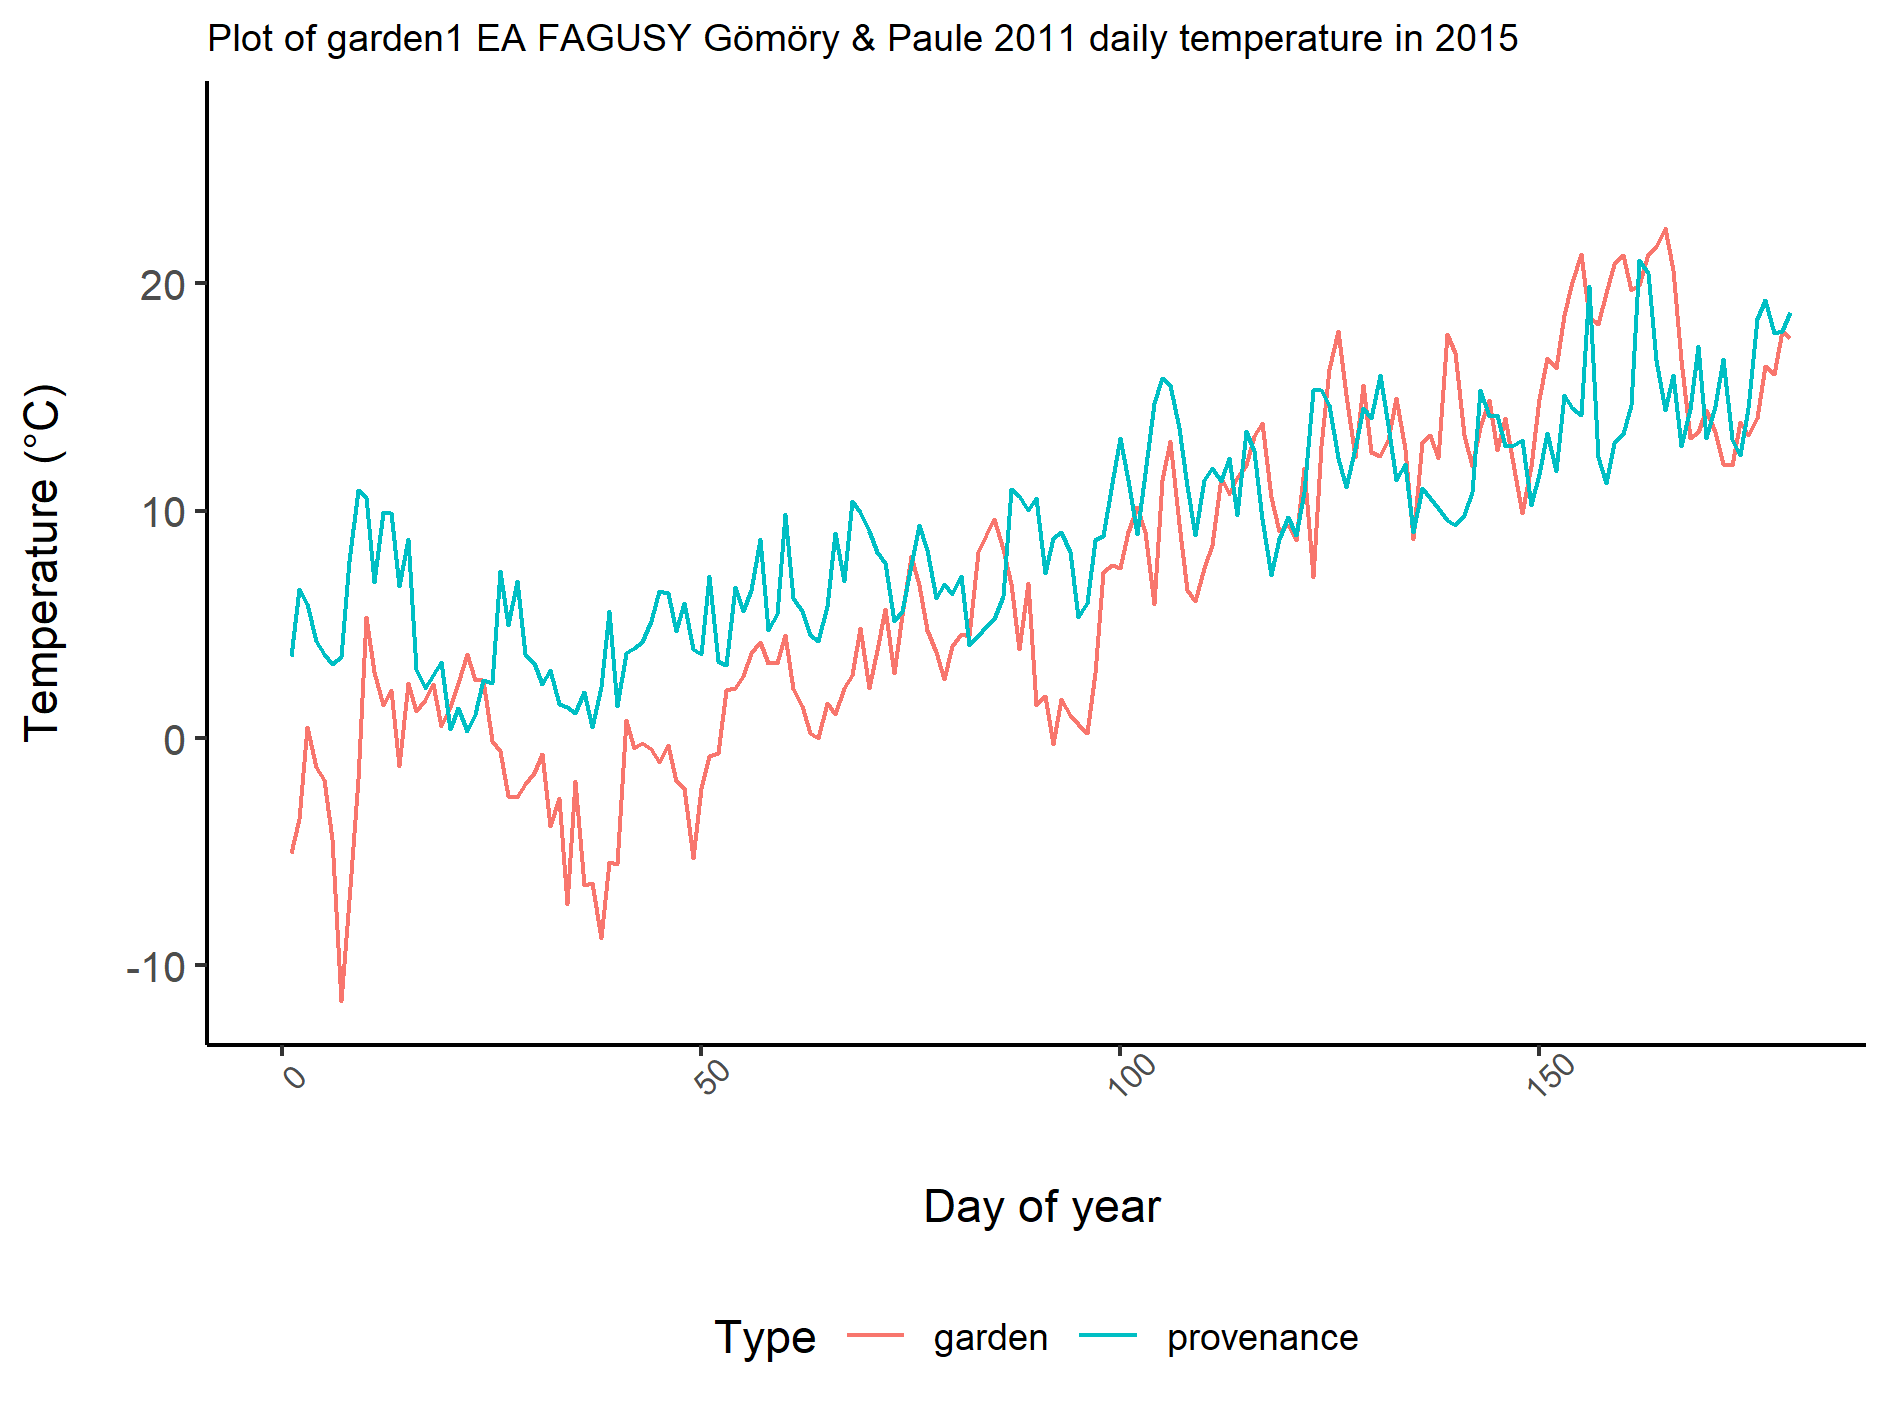 Plot of garden1 EA FAGUSY Gömöry & Paule 2011 daily temperature in 2015
Temperature (°C)
20
10
0
-10
0
50
100
150
Day of year
Type garden provenance